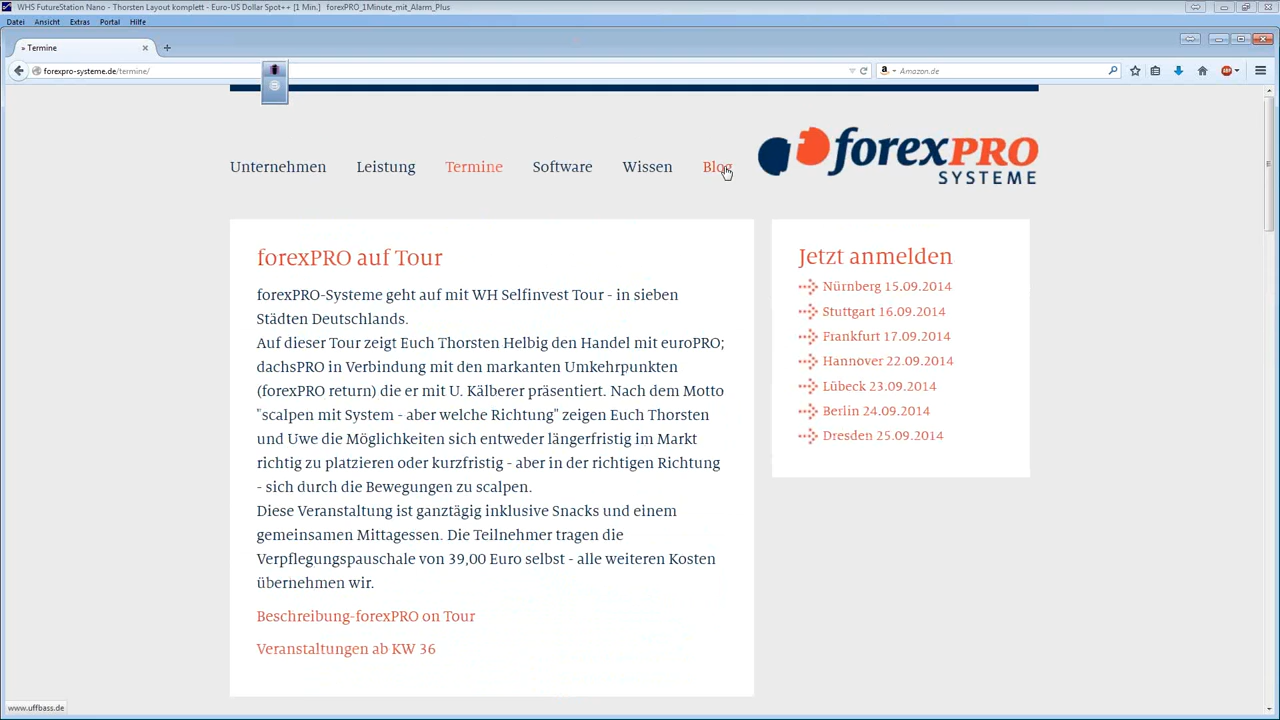 WHS FutureStation Nano - Thorsten Layout komplett - Euro-US Dollar Spot++ [1 Min.] forexPRO_1Minute_mit_Alarm_Plus
Datei Ansicht Extras Portal Hilfe
» Termine
forexpro-systeme.de/termine/
Amazon.de
Unternehmen Leistung Termine Software Wissen Blog
forexPRO
SYSTEME
forexPRO auf Tour
forexPRO-Systeme geht auf mit WH Selfinvest Tour - in sieben
Städten Deutschlands.
Auf dieser Tour zeigt Euch Thorsten Helbig den Handel mit euroPRO;
dachsPRO in Verbindung mit den markanten Umkehrpunkten
(forexPRO return) die er mit U. Kälberer präsentiert. Nach dem Motto
"scalpen mit System - aber welche Richtung" zeigen Euch Thorsten
und Uwe die Möglichkeiten sich entweder längerfristig im Markt
richtig zu platzieren oder kurzfristig - aber in der richtigen Richtung
- sich durch die Bewegungen zu scalpen.
Diese Veranstaltung ist ganztägig inklusive Snacks und einem
gemeinsamen Mittagessen. Die Teilnehmer tragen die
Verpflegungspauschale von 39,00 Euro selbst - alle weiteren Kosten
übernehmen wir.
Beschreibung-forexPRO on Tour
Veranstaltungen ab KW 36
Jetzt anmelden
Nürnberg 15.09.2014
Stuttgart 16.09.2014
Frankfurt 17.09.2014
Hannover 22.09.2014
Lübeck 23.09.2014
Berlin 24.09.2014
Dresden 25.09.2014
www.uffbass.de